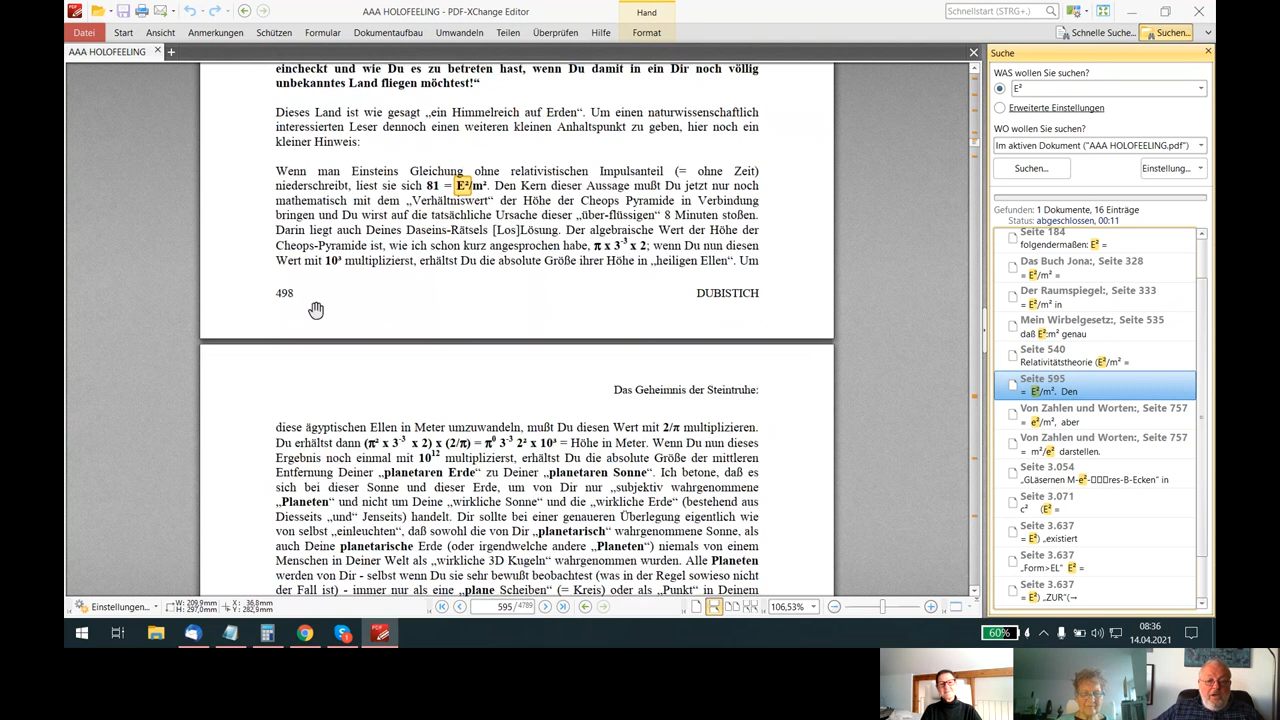 AAA HOLOFEELING - PDF-XChange Editor
Hand
Schnellstart (STRG+.)
Datei Start Ansicht Anmerkungen Schützen Formular Dokumentaufbau Umwandeln Teilen Überprüfen Hilfe Format Schnelle Suche... Suchen...
AAA HOLOFEELING
eincheckt und wie Du es zu betreten hast, wenn Du damit in ein Dir noch völlig
unbekanntes Land fliegen möchtest!“
Dieses Land ist wie gesagt „ein Himmelreich auf Erden“. Um einen naturwissenschaftlich
interessierten Leser dennoch einen weiteren kleinen Anhaltspunkt zu geben, hier noch ein
kleiner Hinweis:
Wenn man Einsteins Gleichung ohne relativistischen Impulsanteil (= ohne Zeit)
niederschreibt, liest sie sich 81 = E²/m². Den Kern dieser Aussage mußt Du jetzt nur noch
mathematisch mit dem „Verhältniswert“ der Höhe der Cheops Pyramide in Verbindung
bringen und Du wirst auf die tatsächliche Ursache dieser „über-flüssigen“ 8 Minuten stoßen.
Darin liegt auch Deines Daseins-Rätsels [Los]Lösung. Der algebraische Wert der Höhe der
Cheops-Pyramide ist, wie ich schon kurz angesprochen habe, π x 3⁻³ x 2; wenn Du nun diesen
Wert mit 10³ multiplizierst, erhältst Du die absolute Größe ihrer Höhe in „heiligen Ellen“. Um
498 DUBISTICH
Das Geheimnis der Steintruhe:
diese ägyptischen Ellen in Meter umzuwandeln, mußt Du diesen Wert mit 2/π multiplizieren.
Du erhältst dann (π² x 3⁻³ x 2) x (2/π) = π⁰ 3⁻³ 2² x 10³ = Höhe in Meter. Wenn Du nun dieses
Ergebnis noch einmal mit 10¹² multiplizierst, erhältst Du die absolute Größe der mittleren
Entfernung Deiner „planetaren Erde“ zu Deiner „planetaren Sonne“. Ich betone, daß es
sich bei dieser Sonne und dieser Erde, um von Dir nur „subjektiv wahrgenommene
„Planeten“ und nicht um Deine „wirkliche Sonne“ und die „wirkliche Erde“ (bestehend aus
Diesseits „und“ Jenseits) handelt. Dir sollte bei einer genaueren Überlegung eigentlich wie
von selbst „einleuchten“, daß sowohl die von Dir „planetarisch“ wahrgenommene Sonne, als
auch Deine planetarische Erde (oder irgendwelche andere „Planeten“) niemals von einem
Menschen in Deiner Welt als „wirkliche 3D Kugeln“ wahrgenommen wurden. Alle Planeten
werden von Dir - selbst wenn Du sie sehr bewußt beobachtest (was in der Regel sowieso nicht
der Fall ist) - immer nur als eine „plane Scheiben“ (= Kreis) oder als „Punkt“ in Deinem
Suche
WAS wollen Sie suchen?
E²
Erweiterte Einstellungen
WO wollen Sie suchen?
Im aktiven Dokument ("AAA HOLOFEELING.pdf")
Suchen... Einstellung...
Gefunden: 1 Dokumente, 16 Einträge
Status: abgeschlossen, 00:11
Seite 184
folgendermaßen: E² =
Das Buch Jona:, Seite 328
= E²/m² =
Der Raumspiegel:, Seite 333
= E²/m² in
Mein Wirbelgesetz:, Seite 535
daß E²:m² genau
Seite 540
Relativitätstheorie (E²/m² =
Seite 595
= E²/m². Den
Von Zahlen und Worten:, Seite 757
= e²/m², aber
Von Zahlen und Worten:, Seite 757
= m²/e² darstellen.
Seite 3.054
„GLäsernen M-e²-□□□res-B-Ecken“ in
Seite 3.071
c² (E² =
Seite 3.637
= E²) „existiert
Seite 3.637
„Form>EL“ E² =
Seite 3.637
= E²) „ZUR“(→
Einstellungen... W: 209,9mm H: 297,0mm X: 36,8mm Y: 282,9mm 595 /4789 106,53%
60% 08:36
14.04.2021